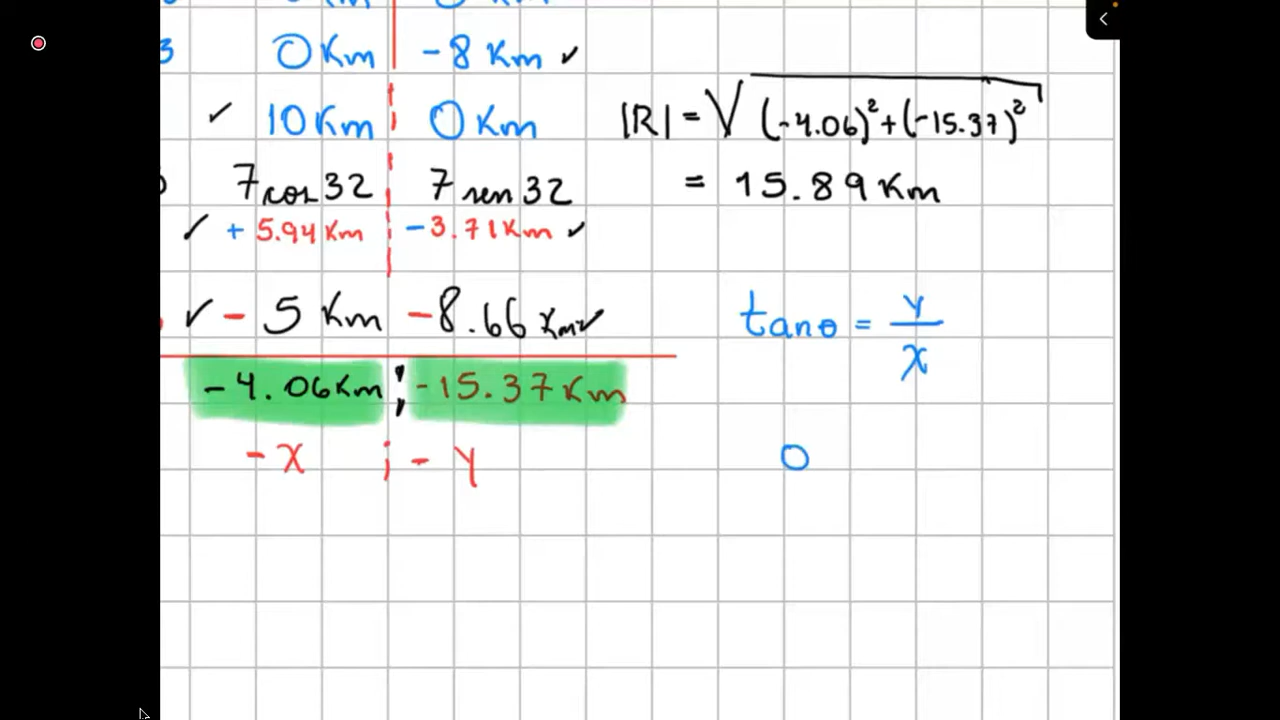 3 0 Km - 8 Km ✓
✓ 10 Km 0 Km
7 cos 32 7 sen 32
✓ + 5.94 Km - 3.71 Km ✓
✓ - 5 Km - 8.66 Km ✓
- 4.06 Km ; - 15.37 Km
- x ; - y
|R| = √(-4.06)² + (-15.37)²
= 15.89 Km
tan θ = y/x
0